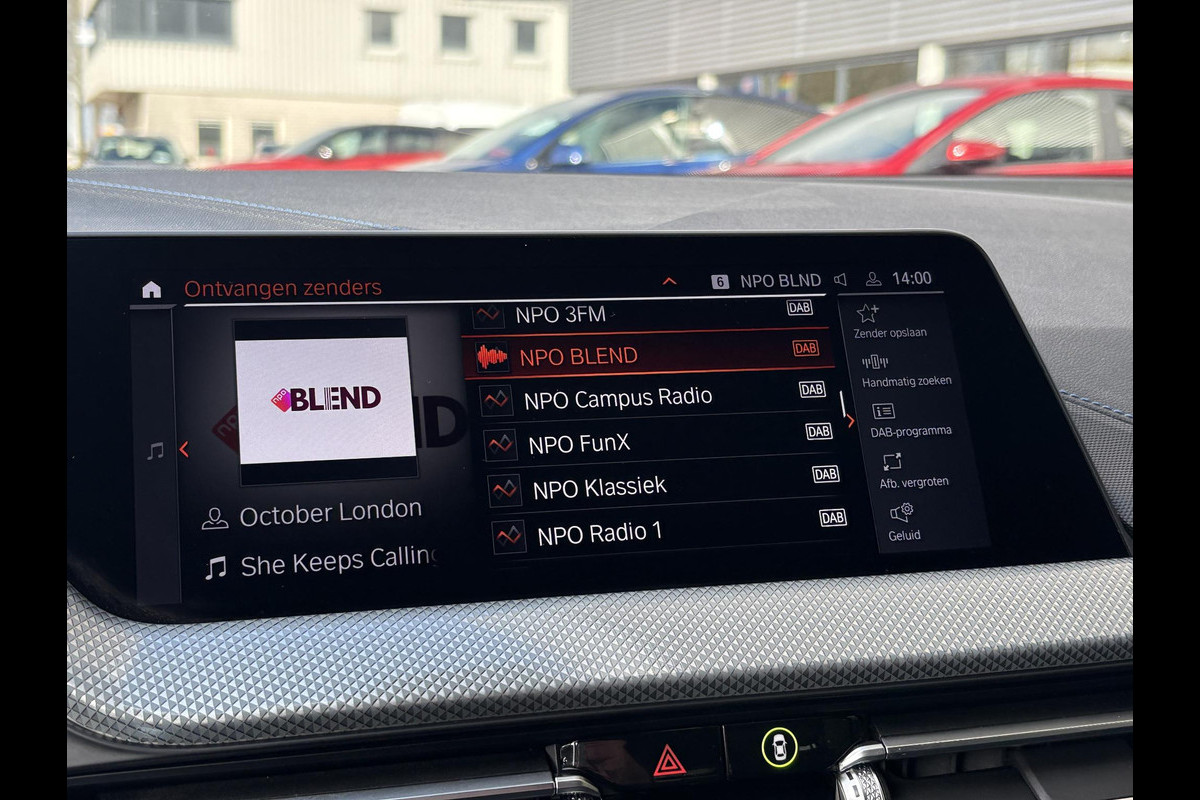 Ontvangen zenders
6 NPO BLND 14:00
NPO 3FM DAB
NPO BLEND DAB
NPO Campus Radio DAB
NPO FunX DAB
NPO Klassiek DAB
NPO Radio 1 DAB
npo BLEND
October London
She Keeps Calling
Zender opslaan
Handmatig zoeken
DAB-programma
Afb. vergroten
Geluid